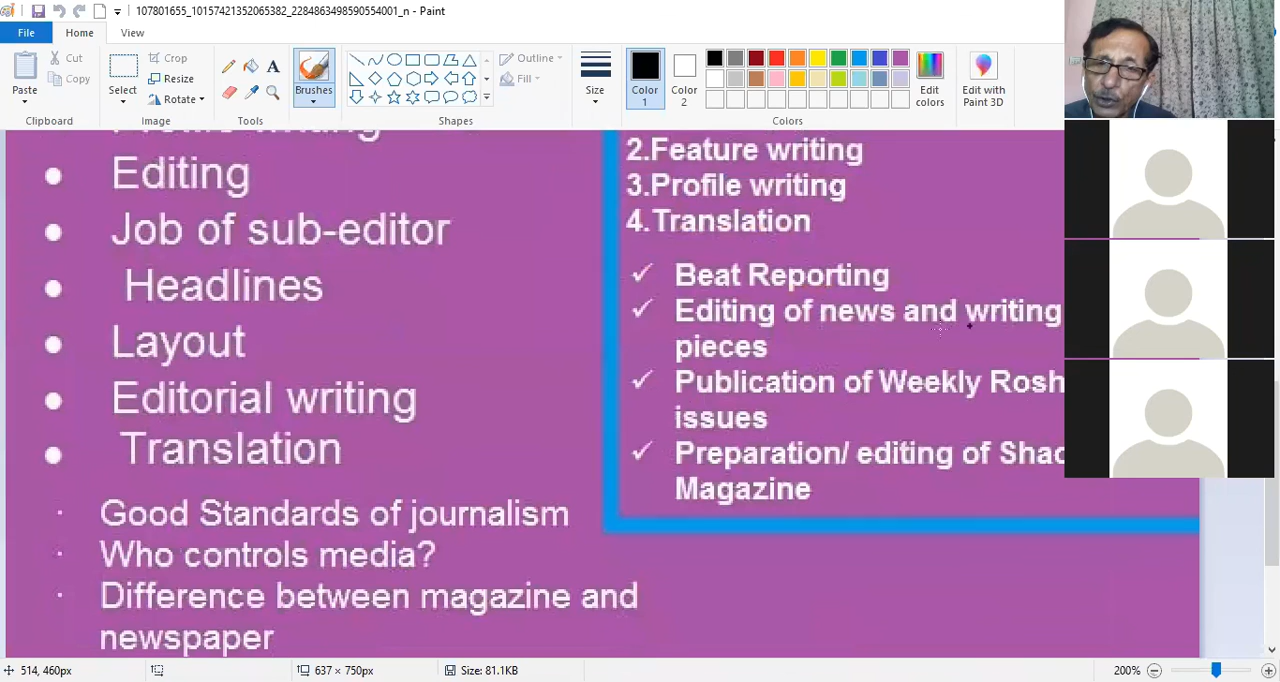 107801655_10157421352065382_2284863498590554001_n - Paint
File
Home
View
Paste
Cut
Copy
Clipboard
Select
Crop
Resize
Rotate
Image
Tools
Brushes
Shapes
Outline
Fill
Size
Color 1
Color 2
Colors
Edit colors
Edit with Paint 3D
writing
Editing
Job of sub-editor
Headlines
Layout
Editorial writing
Translation
Good Standards of journalism
Who controls media?
Difference between magazine and
newspaper
2.Feature writing
3.Profile writing
4.Translation
Beat Reporting
Editing of news and writing
pieces
Publication of Weekly Rosh
issues
Preparation/ editing of Shad
Magazine
514, 460px
637 × 750px
Size: 81.1KB
200%